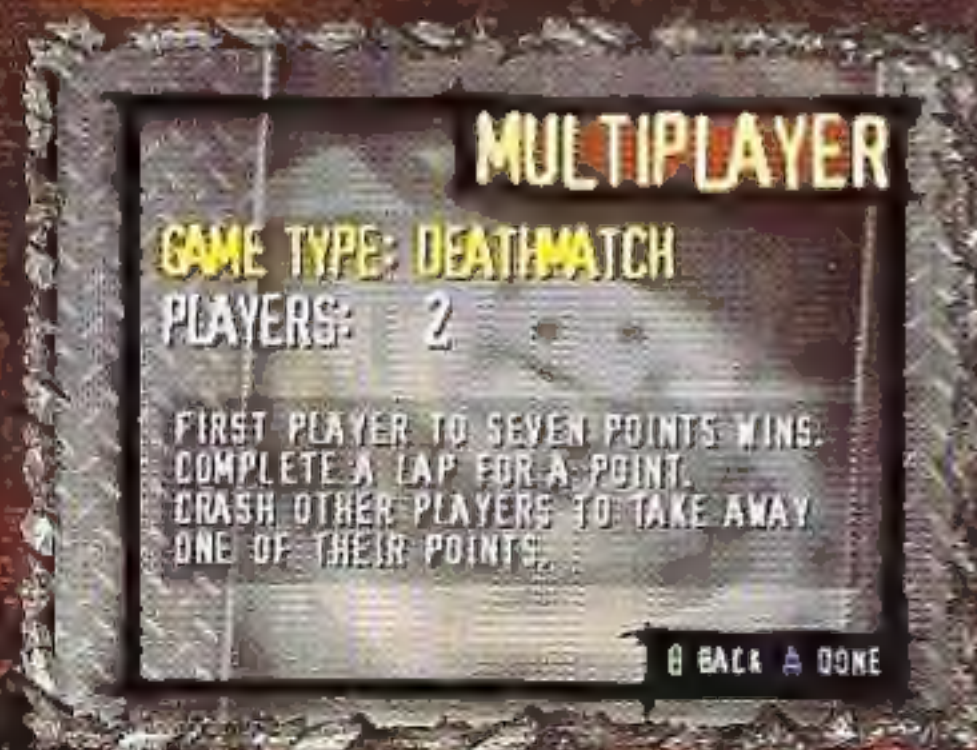 MULTIPLAYER
GAME TYPE: DEATHMATCH
PLAYERS: 2
FIRST PLAYER TO SEVEN POINTS WINS.
COMPLETE A LAP FOR A POINT.
CRASH OTHER PLAYERS TO TAKE AWAY
ONE OF THEIR POINTS.
B BACK A DONE